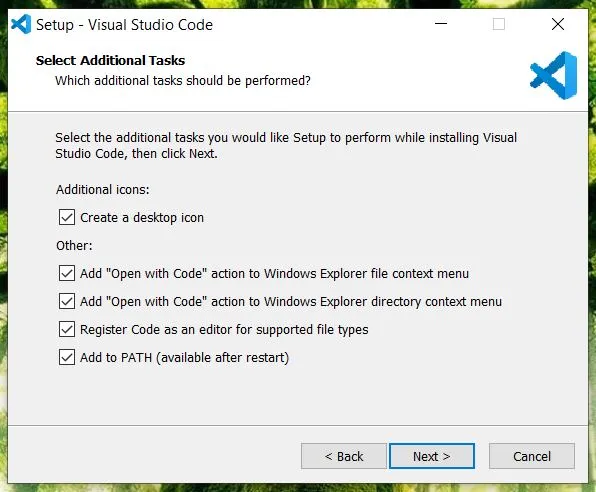 Setup - Visual Studio Code
Select Additional Tasks
Which additional tasks should be performed?
Select the additional tasks you would like Setup to perform while installing Visual
Studio Code, then click Next.
Additional icons:
Create a desktop icon
Other:
Add "Open with Code" action to Windows Explorer file context menu
Add "Open with Code" action to Windows Explorer directory context menu
Register Code as an editor for supported file types
Add to PATH (available after restart)
< Back
Next >
Cancel